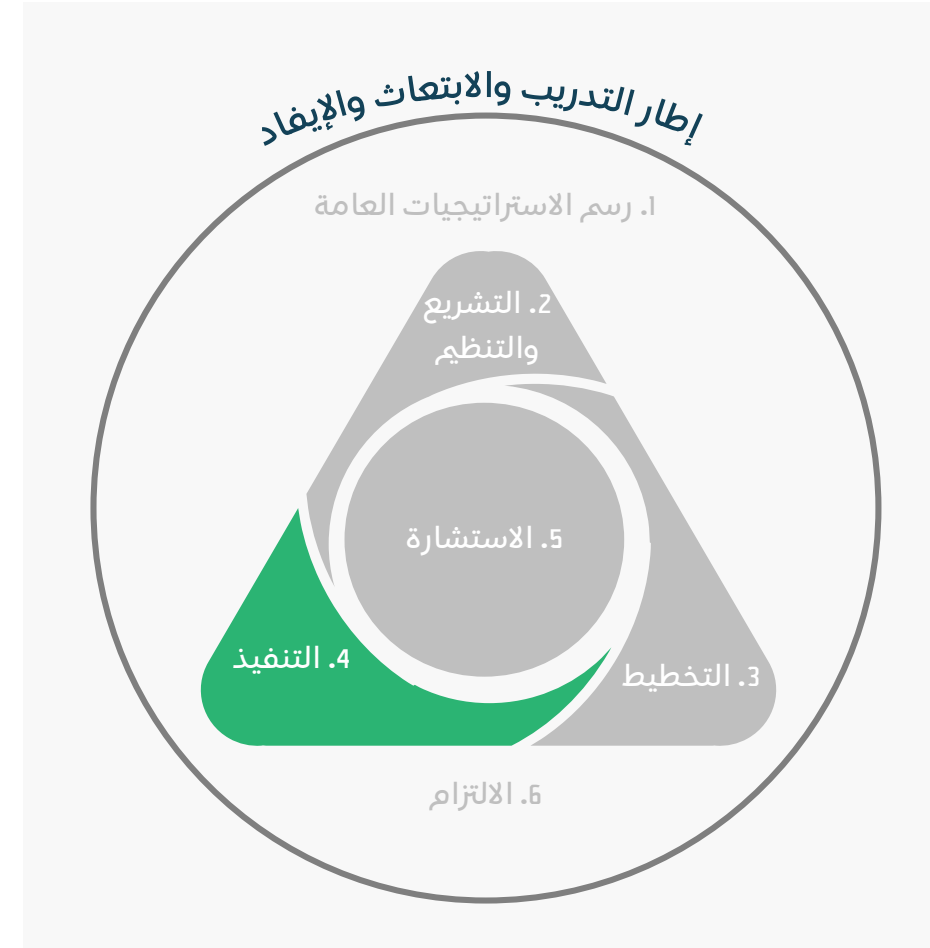 إطار التدريب والابتعاث والإيفاد
1. رسم الاستراتيجيات العامة
2. التشريع
والتنظيم
5. الاستشارة
4. التنفيذ
3. التخطيط
6. الالتزام